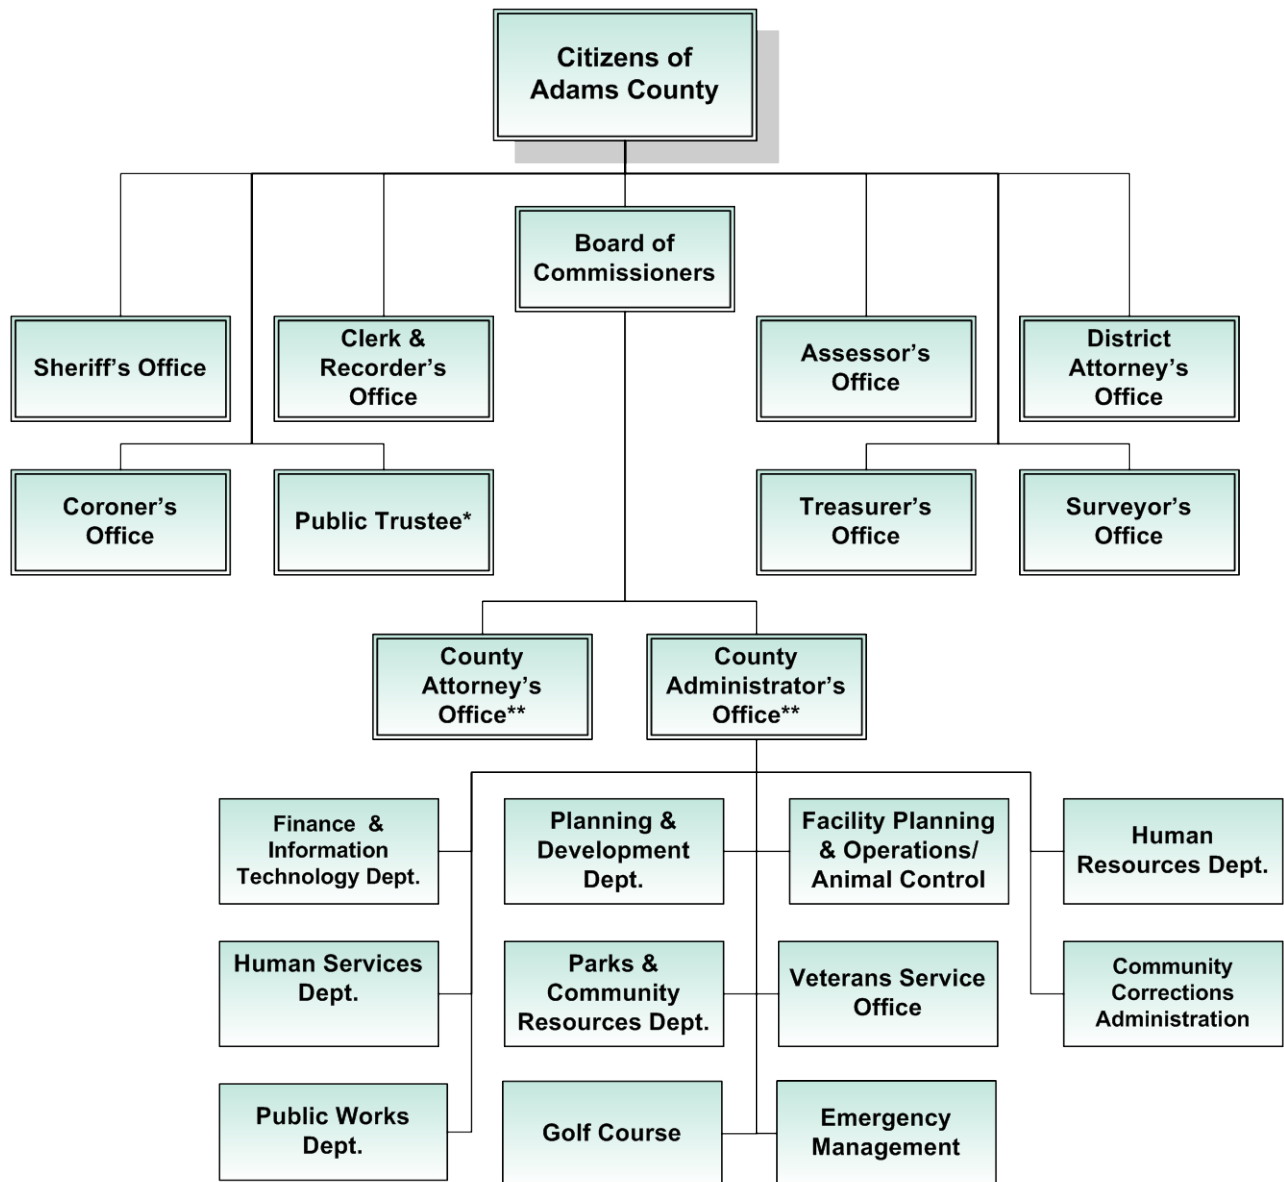 Citizens of
Adams County
Board of
Commissioners
Sheriff's Office
Clerk &
Recorder's
Office
Assessor's
Office
District
Attorney's
Office
Coroner's
Office
Public Trustee*
Treasurer's
Office
Surveyor's
Office
County
Attorney's
Office**
County
Administrator's
Office**
Finance & 
Information
Technology Dept.
Planning &
Development
Dept.
Facility Planning
& Operations/
Animal Control
Human
Resources Dept.
Human Services
Dept.
Parks &
Community
Resources Dept.
Veterans Service
Office
Community
Corrections
Administration
Public Works
Dept.
Golf Course
Emergency
Management